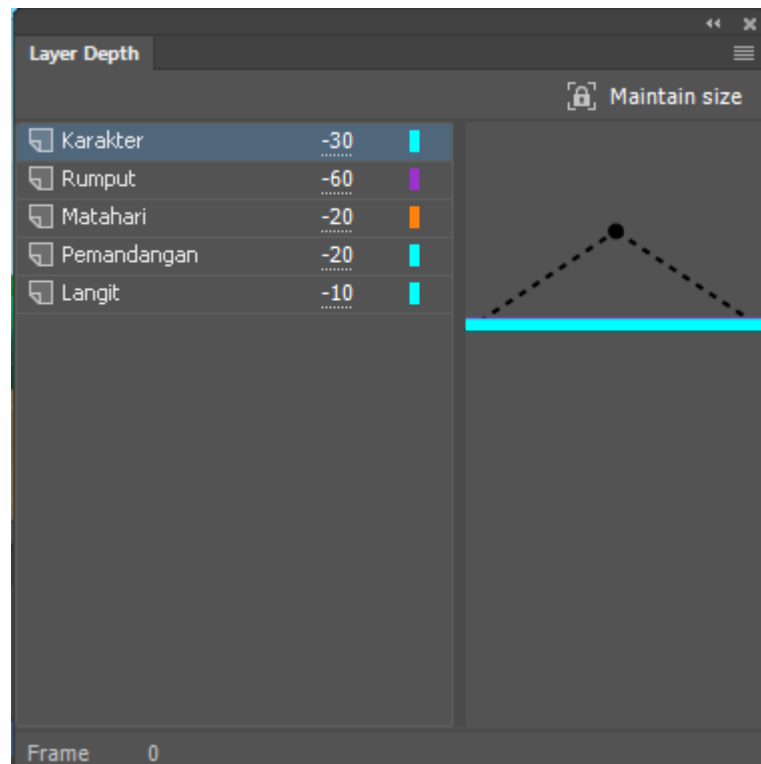 Layer Depth
Maintain size
Karakter -30
Rumput -60
Matahari -20
Pemandangan -20
Langit -10
Frame 0